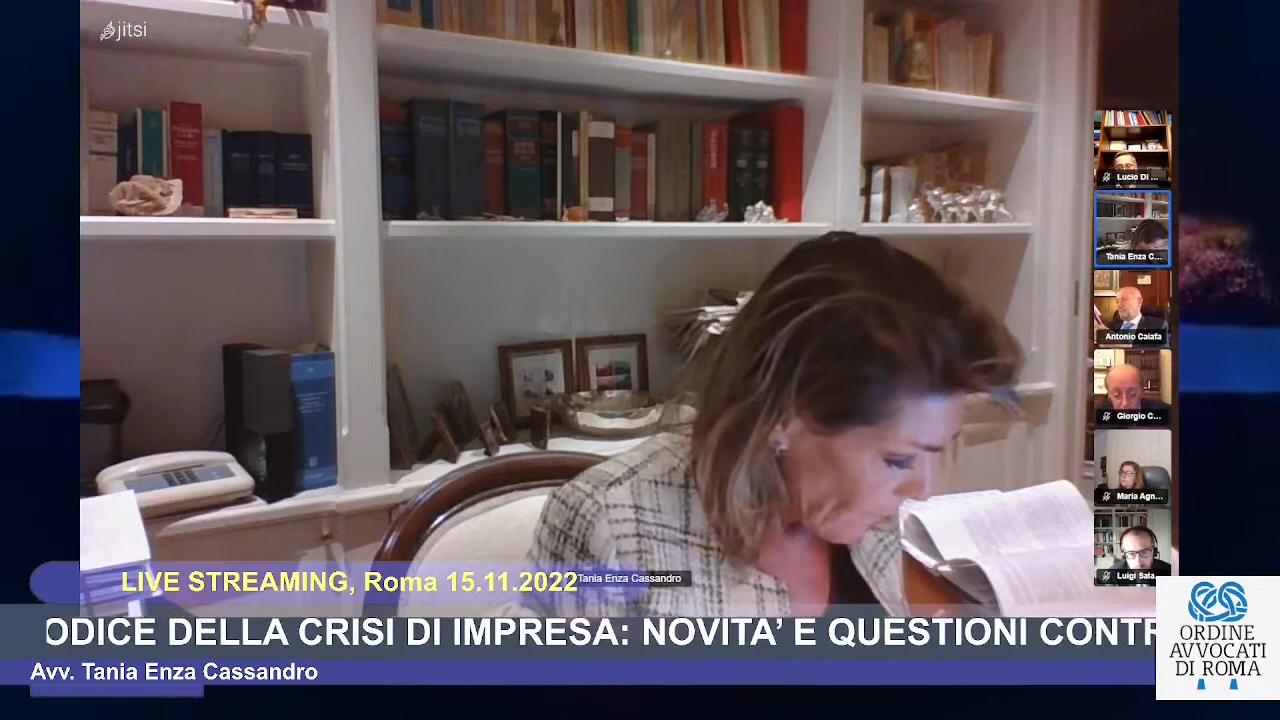 jitsi
Lucio Di ...
Tania Enza C...
Antonio Caiafa
Giorgio C...
Maria Agn...
Luigi Sala...
Tania Enza Cassandro
LIVE STREAMING, Roma 15.11.2022
ODICE DELLA CRISI DI IMPRESA: NOVITA’ E QUESTIONI CONTR
Avv. Tania Enza Cassandro
ORDINE
AVVOCATI
DI ROMA